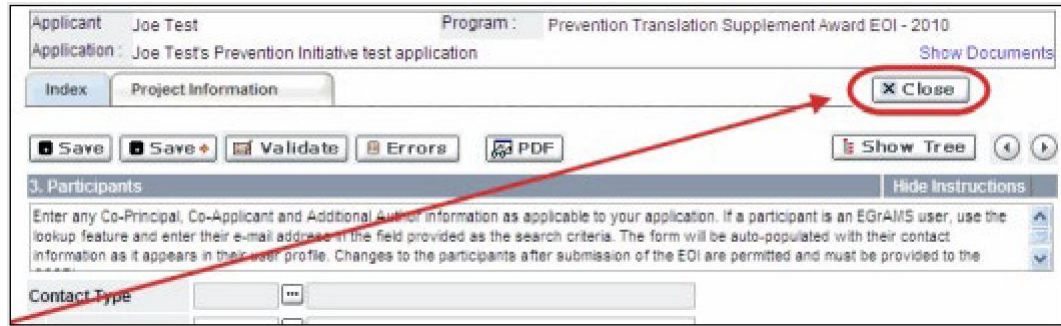 Applicant Joe Test Program : Prevention Translation Supplement Award EOI - 2010
Application : Joe Test's Prevention Initiative test application Show Documents
Index Project Information Close
Save Save Validate Errors PDF Show Tree
3. Participants Hide Instructions
Enter any Co-Principal, Co-Applicant and Additional Author information as applicable to your application. If a participant is an EGrAMS user, use the
lookup feature and enter their e-mail address in the field provided as the search criteria. The form will be auto-populated with their contact
information as it appears in their user profile. Changes to the participants after submission of the EOI are permitted and must be provided to the
Contact Type